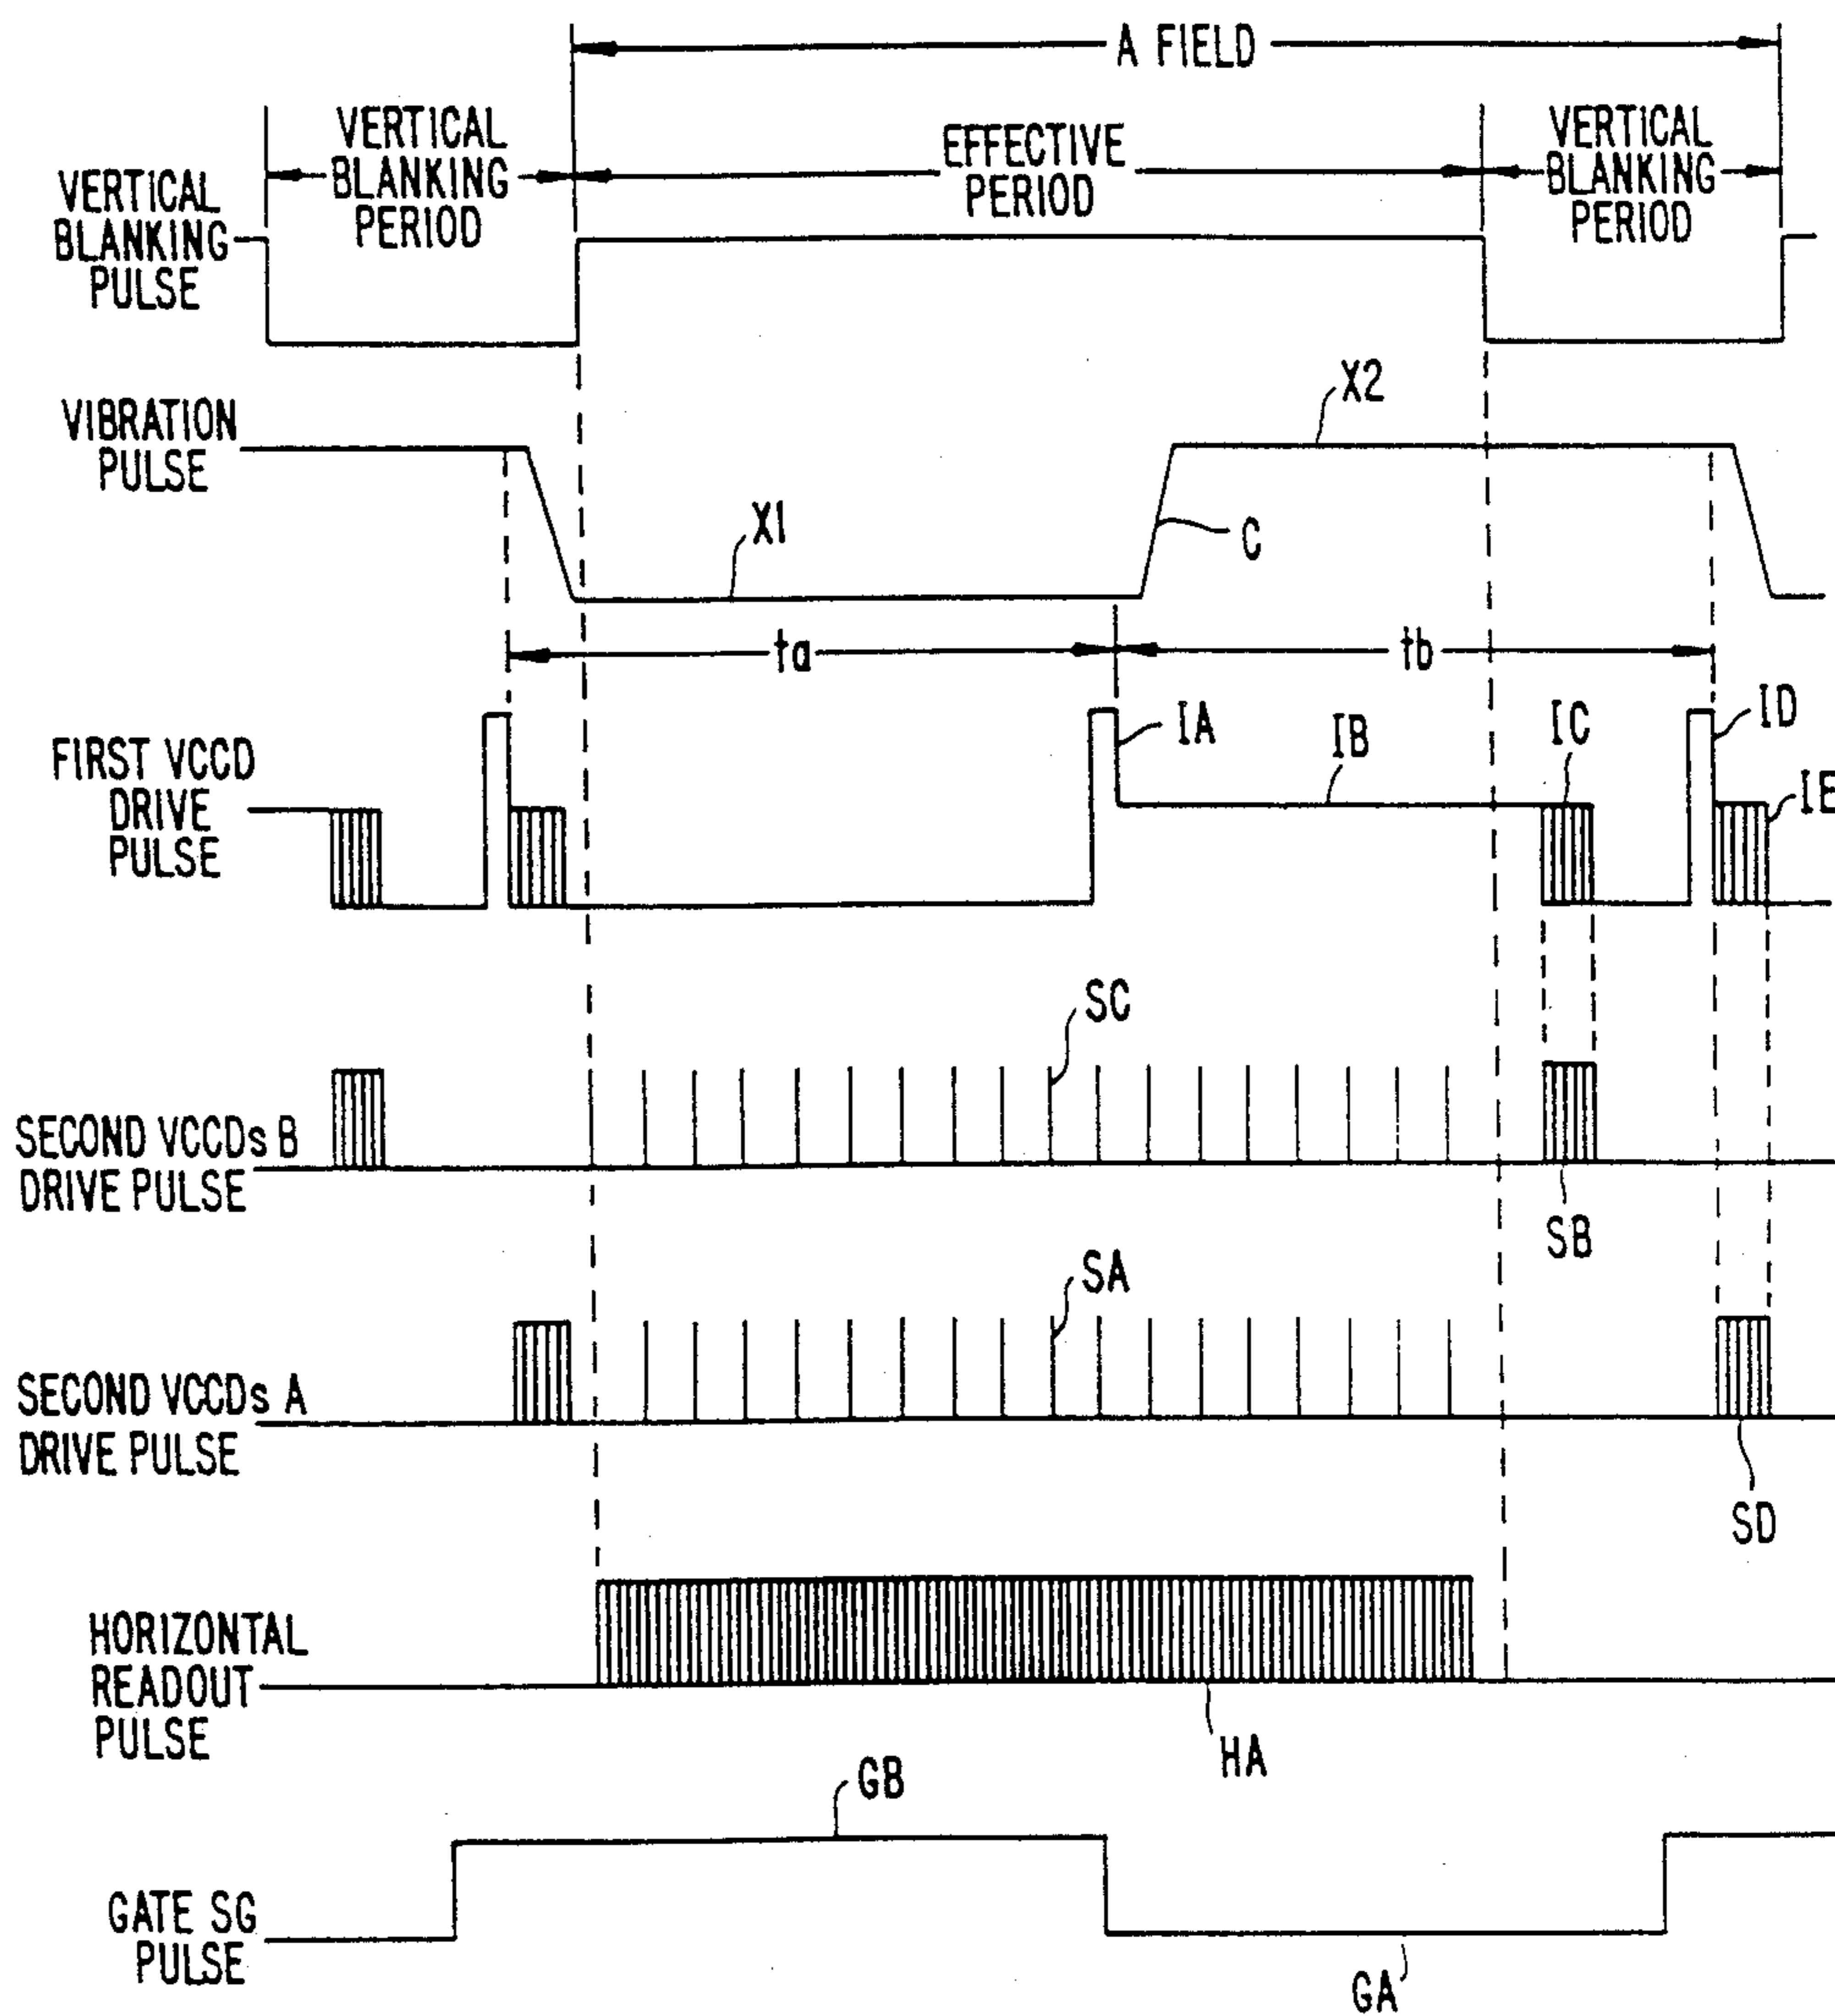 A FIELD
VERTICAL
BLANKING
PERIOD
EFFECTIVE
PERIOD
VERTICAL
BLANKING
PERIOD
VERTICAL
BLANKING
PULSE
X2
VIBRATION
PULSE
X1
C
ta
tb
FIRST VCCD
DRIVE
PULSE
IA
IB
IC
ID
IE
SC
SECOND VCCDs B
DRIVE PULSE
SB
SA
SECOND VCCDs A
DRIVE PULSE
SD
HORIZONTAL
READOUT
PULSE
HA
GB
GATE SG
PULSE
GA